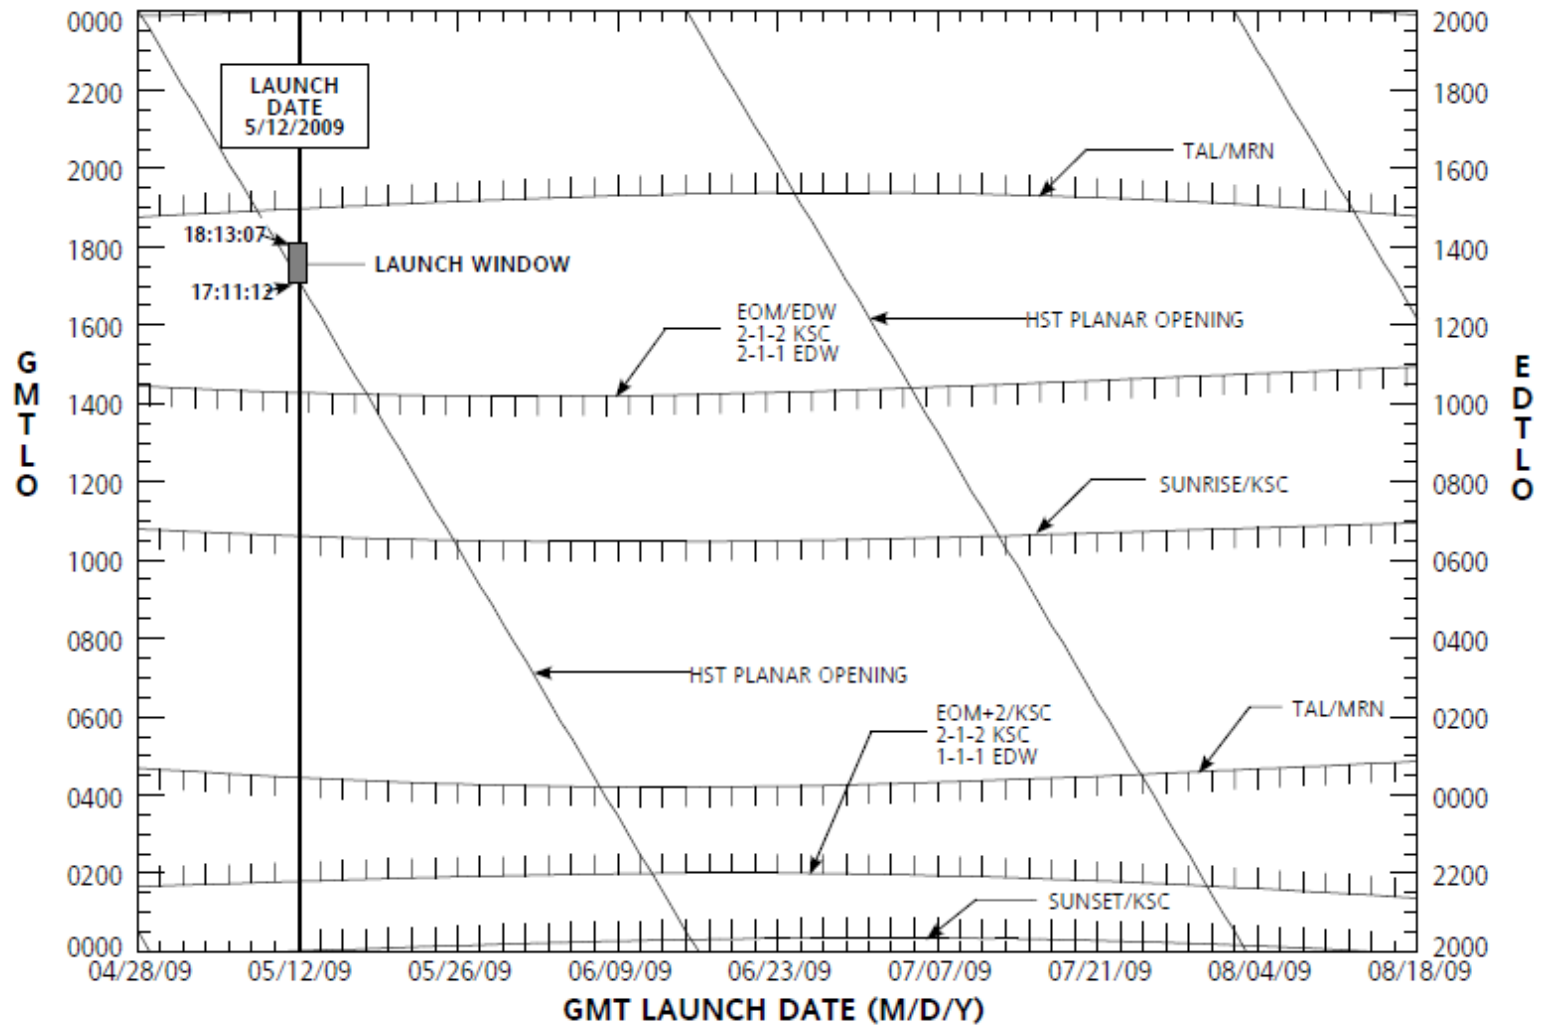 0000
2200
2000
1800
1600
1400
1200
1000
0800
0600
0400
0200
0000
G
M
T
L
O
LAUNCH
DATE
5/12/2009
18:13:07
17:11:12
LAUNCH WINDOW
TAL/MRN
EOM/EDW
2-1-2 KSC
2-1-1 EDW
HST PLANAR OPENING
SUNRISE/KSC
HST PLANAR OPENING
EOM+2/KSC
2-1-2 KSC
1-1-1 EDW
TAL/MRN
SUNSET/KSC
2000
1800
1600
1400
1200
1000
0800
0600
0400
0200
0000
2200
2000
E
D
T
L
O
04/28/09 05/12/09 05/26/09 06/09/09 06/23/09 07/07/09 07/21/09 08/04/09 08/18/09
GMT LAUNCH DATE (M/D/Y)